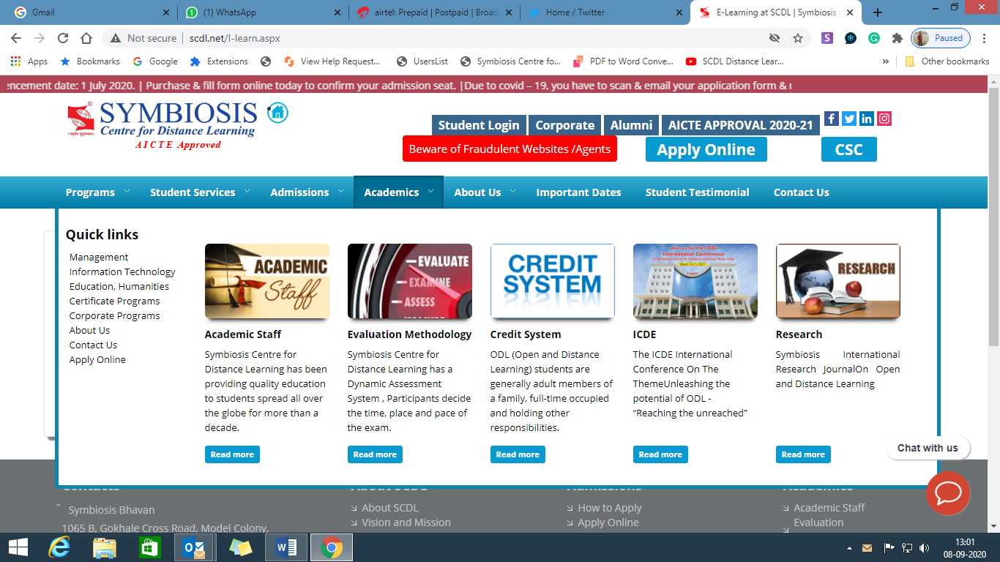 Gmail
(1) WhatsApp
airtel: Prepaid | Postpaid | Broad
Home / Twitter
E-Learning at SCDL | Symbiosis
Not secure | scdl.net/l-learn.aspx
Paused
Apps
Bookmarks
Google
Extensions
View Help Request...
UsersList
Symbiosis Centre fo...
PDF to Word Conve...
SCDL Distance Lear...
Other bookmarks
encement date: 1 July 2020. | Purchase & fill form online today to confirm your admission seat. |Due to covid – 19, you have to scan & email your application form &
SYMBIOSIS
Centre for Distance Learning
AICTE Approved
Student Login
Corporate
Alumni
AICTE APPROVAL 2020-21
Beware of Fraudulent Websites /Agents
Apply Online
CSC
Programs
Student Services
Admissions
Academics
About Us
Important Dates
Student Testimonial
Contact Us
Quick links
Management
Information Technology
Education, Humanities
Certificate Programs
Corporate Programs
About Us
Contact Us
Apply Online
ACADEMIC
Staff
Academic Staff
Symbiosis Centre for
Distance Learning has been
providing quality education
to students spread all over
the globe for more than a
decade.
Read more
EVALUATE
EXAMINE
ASSESS
MEASURE
Evaluation Methodology
Symbiosis Centre for
Distance Learning has a
Dynamic Assessment
System , Participants decide
the time, place and pace of
the exam.
Read more
CREDIT
SYSTEM
Credit System
ODL (Open and Distance
Learning) students are
generally adult members of
a family, full-time occupied
and holding other
responsibilities.
Read more
Join us for the ICDE
International Conference
ICDE
The ICDE International
Conference On The
ThemeUnleashing the
potential of ODL -
“Reaching the unreached”
Read more
RESEARCH
Research
Symbiosis International
Research JournalOn Open
and Distance Learning
Read more
Chat with us
Contacts
Symbiosis Bhavan
1065 B, Gokhale Cross Road, Model Colony,
About SCDL
About SCDL
Vision and Mission
Admissions
How to Apply
Apply Online
Academics
Academic Staff
Evaluation
13:01
08-09-2020